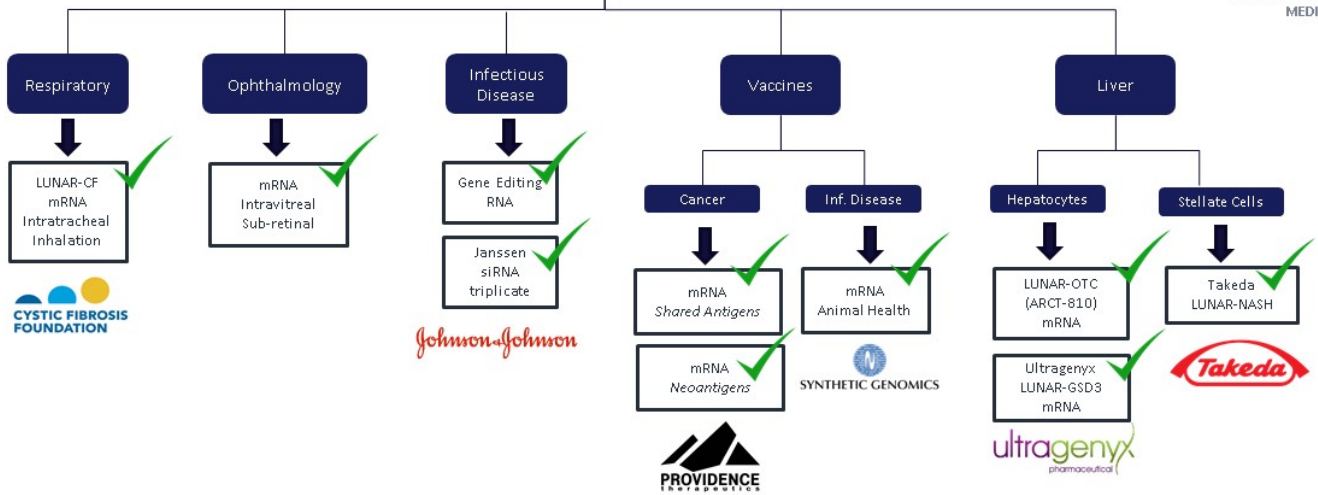 MEDI
Respiratory
Ophthalmology
Infectious
Disease
Vaccines
Liver
LUNAR-CF
mRNA
Intratracheal
Inhalation
mRNA
Intravitreal
Sub-retinal
Gene Editing
RNA
Janssen
siRNA
triplicate
Cancer
Inf. Disease
Hepatocytes
Stellate Cells
mRNA
Shared Antigens
mRNA
Neoantigens
mRNA
Animal Health
LUNAR-OTC
(ARCT-810)
mRNA
Ultragenyx
LUNAR-GSD3
mRNA
Takeda
LUNAR-NASH
CYSTIC FIBROSIS
FOUNDATION
Johnson & Johnson
SYNTHETIC GENOMICS
PROVIDENCE
therapeutics
ultragenyx
pharmaceutical
Takeda